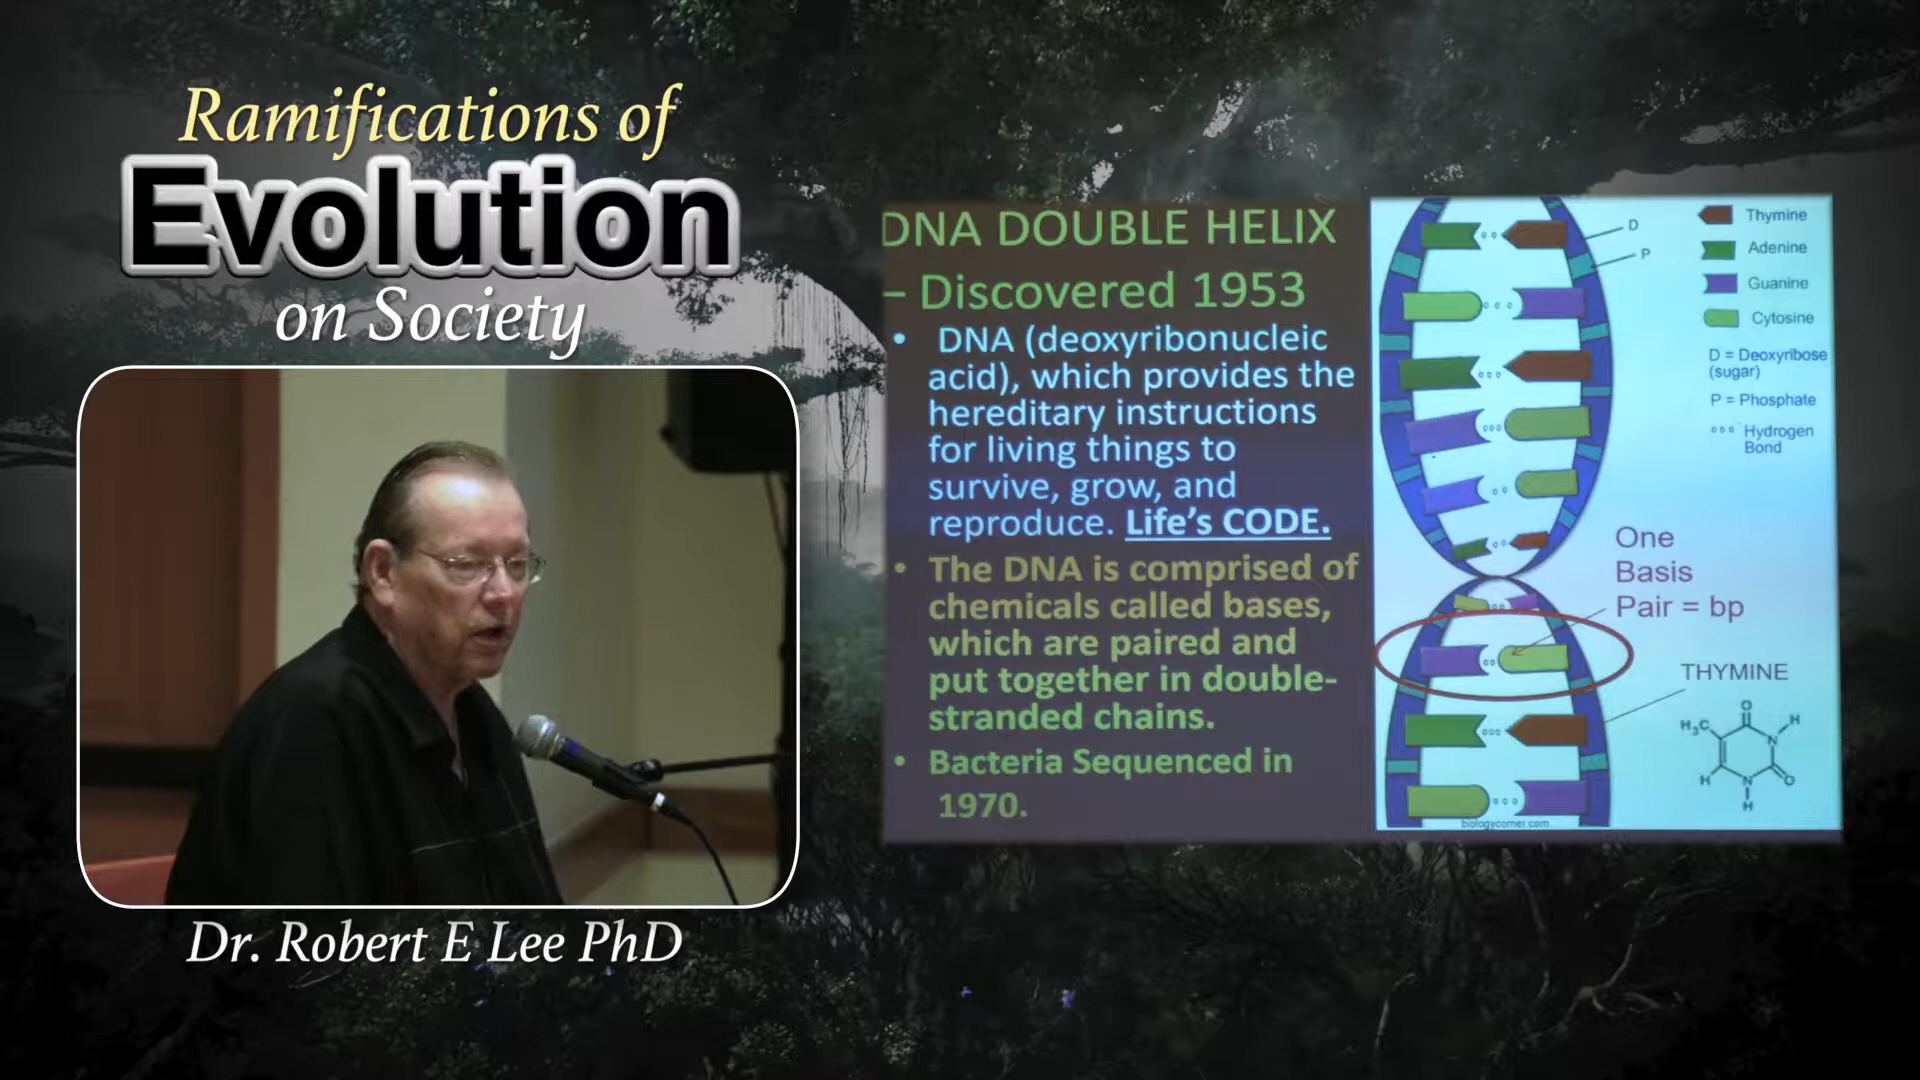 Ramifications of
Evolution
on Society
Dr. Robert E Lee PhD
DNA DOUBLE HELIX
– Discovered 1953
• DNA (deoxyribonucleic
acid), which provides the
hereditary instructions
for living things to
survive, grow, and
reproduce. Life's CODE.
• The DNA is comprised of
chemicals called bases,
which are paired and
put together in double-
stranded chains.
• Bacteria Sequenced in
1970.
D
P
Thymine
Adenine
Guanine
Cytosine
D = Deoxyribose
(sugar)
P = Phosphate
Hydrogen
Bond
One
Basis
Pair = bp
THYMINE
O
H₃C
H
N
H
N
O
H
biologycorner.com